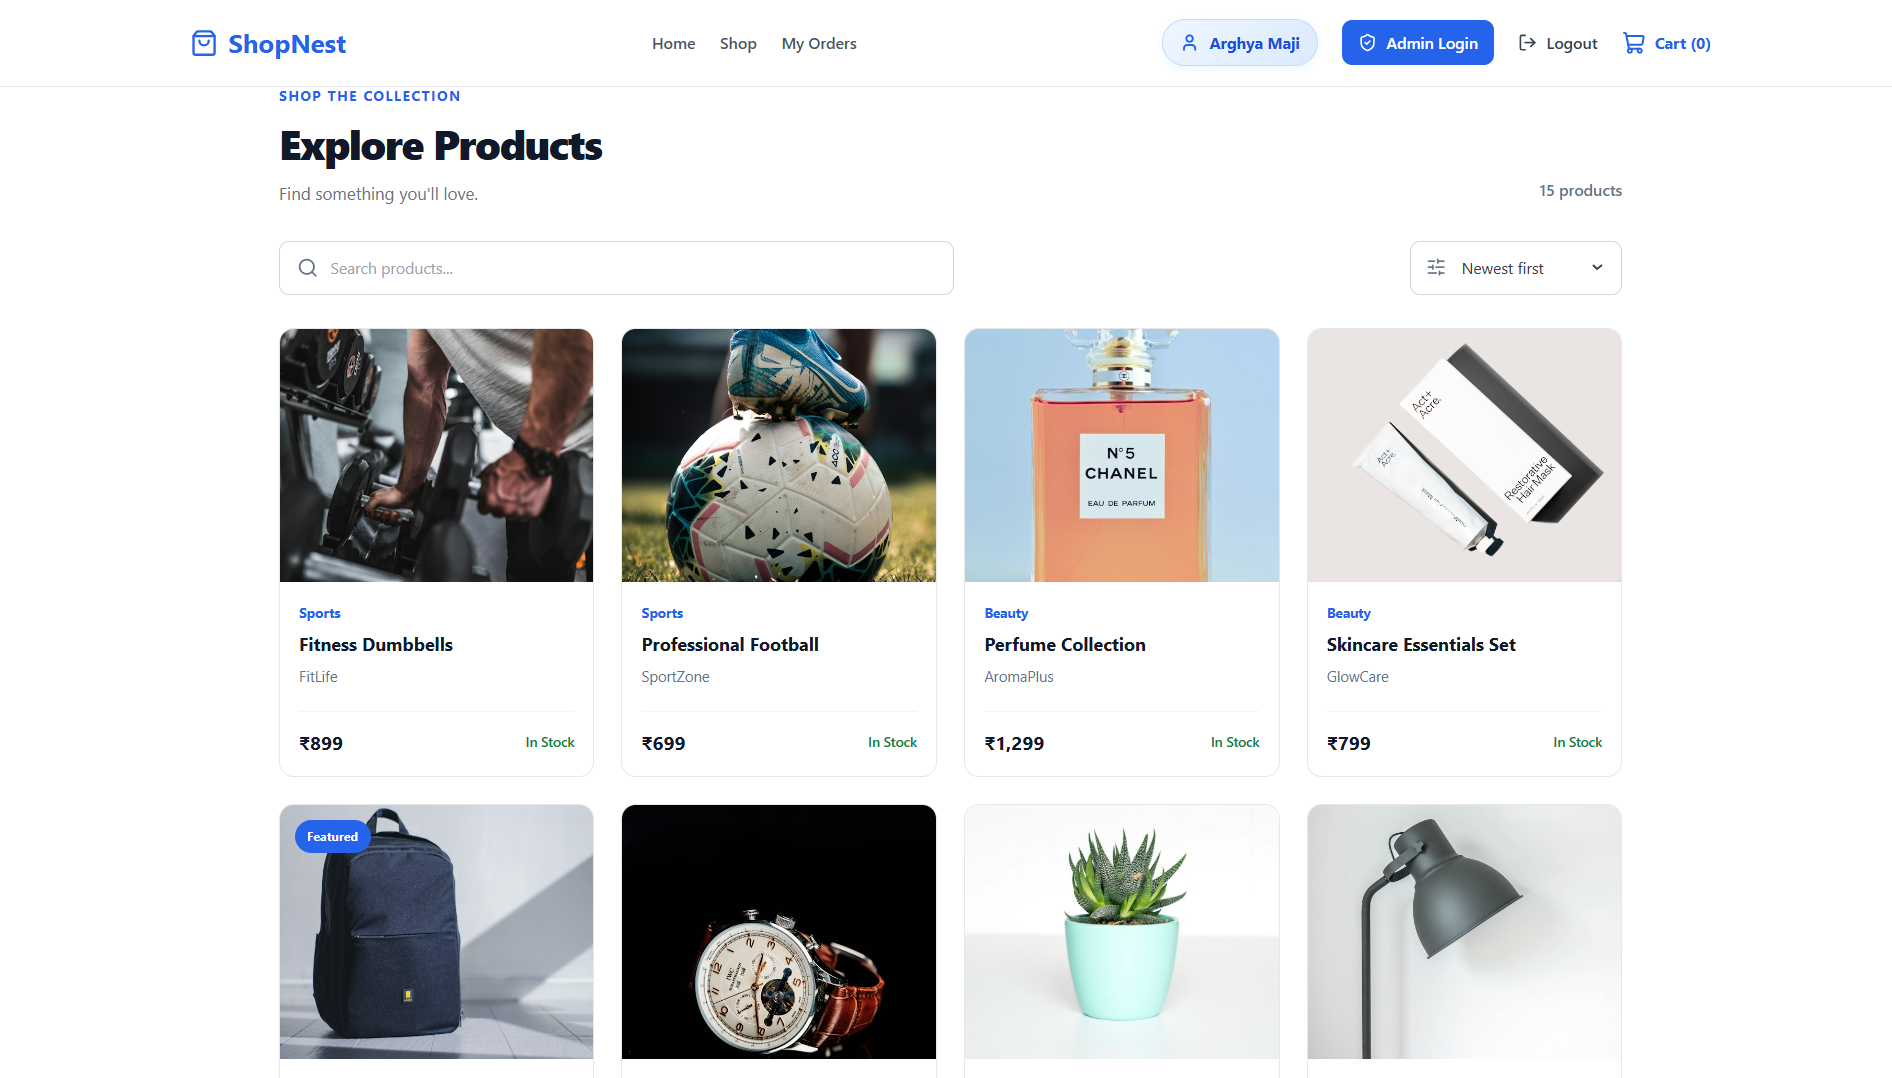 ShopNest
Home Shop My Orders
Arghya Maji
Admin Login
Logout
Cart (0)
SHOP THE COLLECTION
Explore Products
Find something you'll love.
15 products
Search products...
Newest first
N°5
CHANEL
EAU DE PARFUM
Act+
Acre.
Restorative
Hair Mask
Act+
Acre.
Sports
Fitness Dumbbells
FitLife
₹899 In Stock
Sports
Professional Football
SportZone
₹699 In Stock
Beauty
Perfume Collection
AromaPlus
₹1,299 In Stock
Beauty
Skincare Essentials Set
GlowCare
₹799 In Stock
Featured